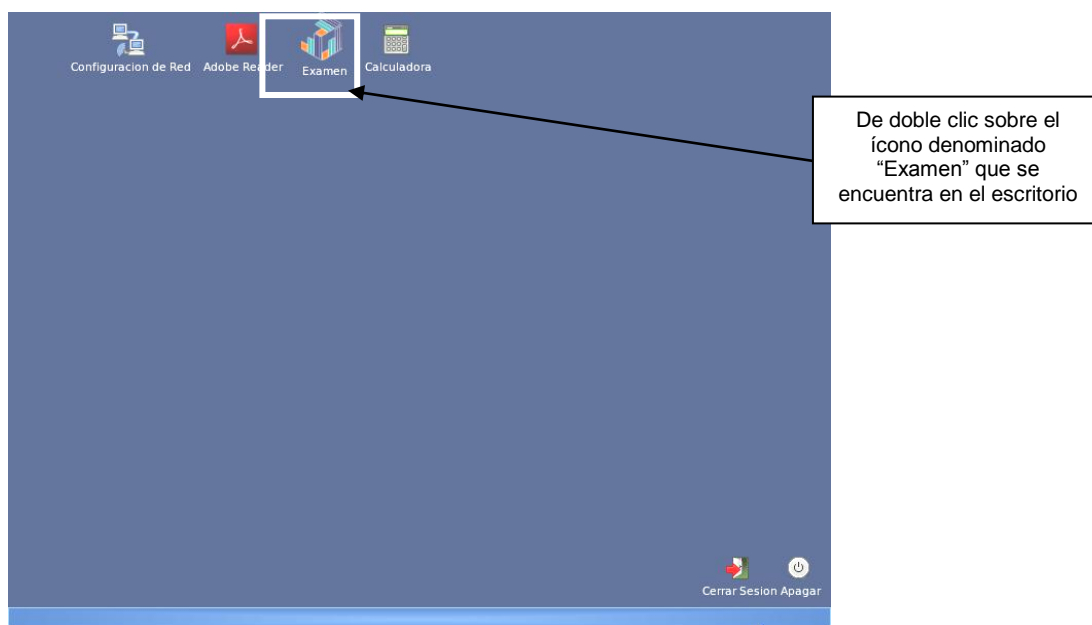 Configuracion de Red
Adobe Reader
Examen
Calculadora
De doble clic sobre el
ícono denominado
“Examen” que se
encuentra en el escritorio
Cerrar Sesion
Apagar